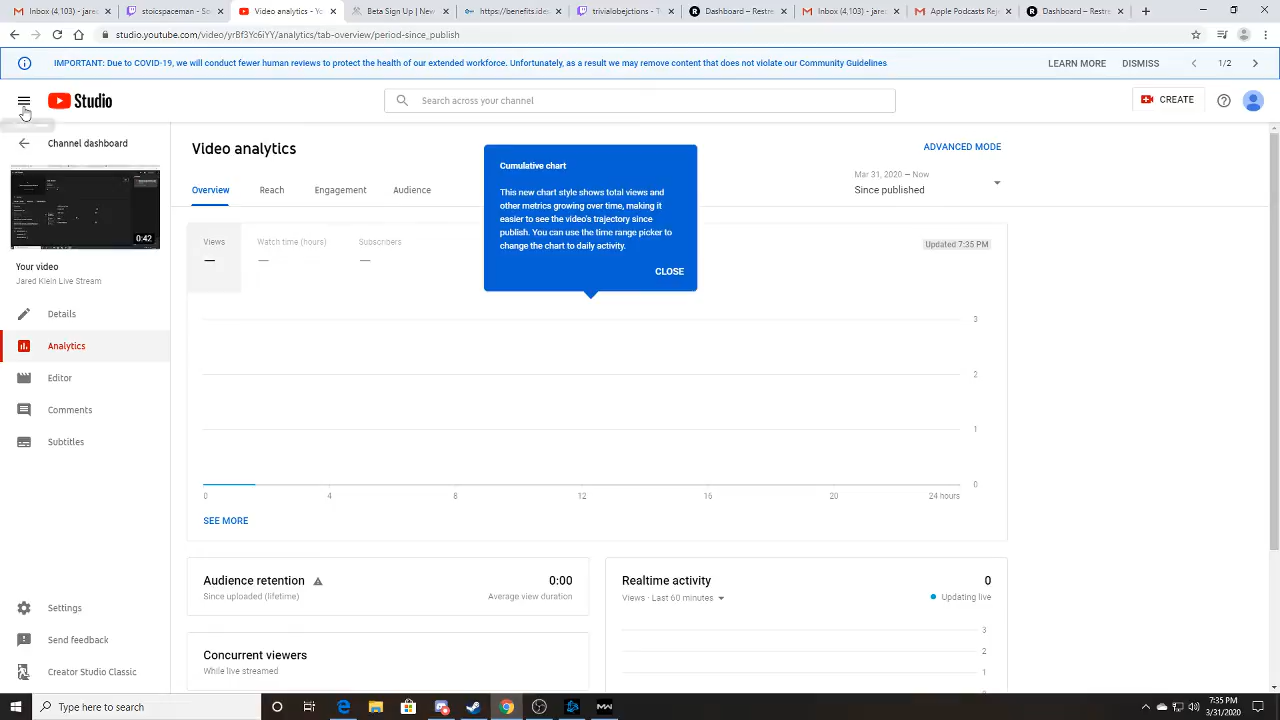 Inbox (4,103) - jare
stoicspaceman - Se
YouTube Studio
Beta Sign Up | New
https://benefits.ide
trivialobjections - T
Dashboard - Restre
Inbox (4,103) - jare
Apple Podcasts Rej
Dashboard - Restre
studio.youtube.com/video/yrBf3Yc6iYY/analytics/tab-overview/period-since_publish
IMPORTANT: Due to COVID-19, we will conduct fewer human reviews to protect the health of our extended workforce. Unfortunately, as a result we may remove content that does not violate our Community Guidelines
LEARN MORE
DISMISS
1/2
Studio
Search across your channel
CREATE
Channel dashboard
0:42
Your video
Jared Klein Live Stream
Details
Analytics
Editor
Comments
Subtitles
Settings
Send feedback
Creator Studio Classic
Video analytics
ADVANCED MODE
Overview
Reach
Engagement
Audience
Mar 31, 2020 – Now
Since published
Cumulative chart
This new chart style shows total views and
other metrics growing over time, making it
easier to see the video's trajectory since
publish. You can use the time range picker to
change the chart to daily activity.
CLOSE
Views
—
Watch time (hours)
—
Subscribers
—
Updated 7:35 PM
3
2
1
0
0
4
8
12
16
20
24 hours
SEE MORE
Audience retention
0:00
Since uploaded (lifetime)
Average view duration
Concurrent viewers
While live streamed
Realtime activity
0
Views · Last 60 minutes
Updating live
3
2
1
Type here to search
7:35 PM
3/31/2020